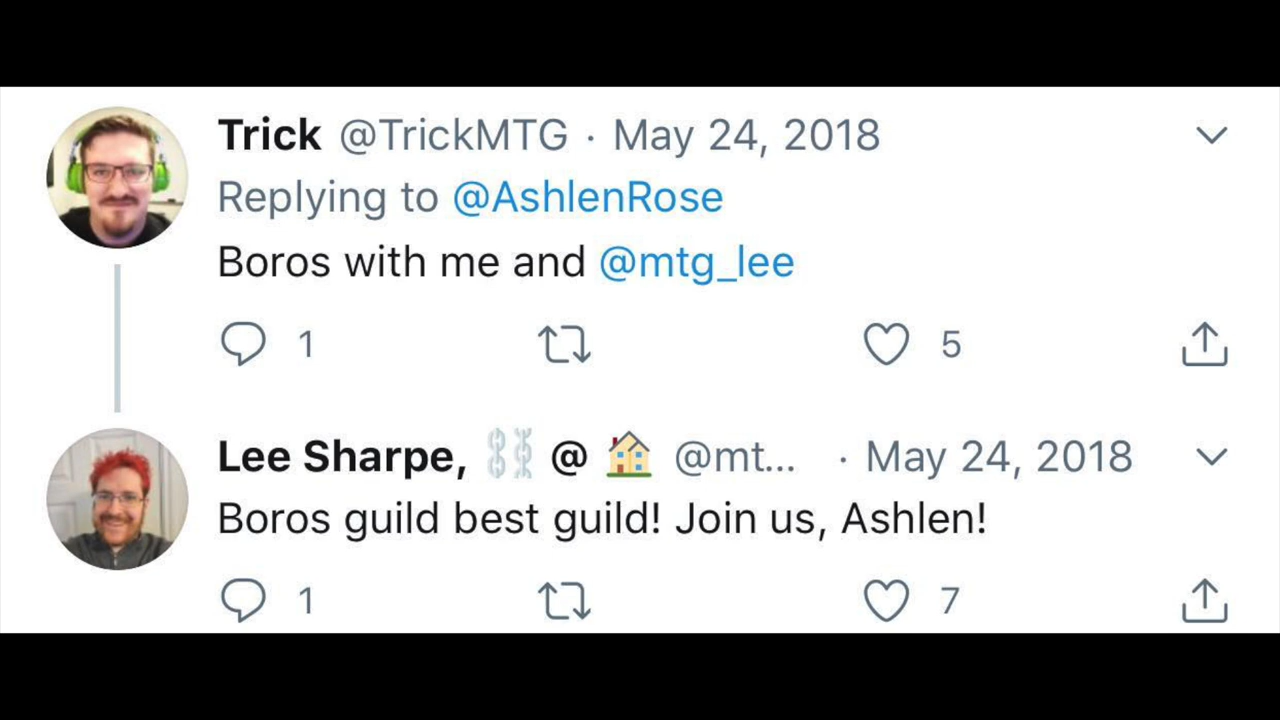 Trick @TrickMTG · May 24, 2018
Replying to @AshlenRose
Boros with me and @mtg_lee
1 5
Lee Sharpe, ⛓ @ 🏠 @mt... · May 24, 2018
Boros guild best guild! Join us, Ashlen!
1 7